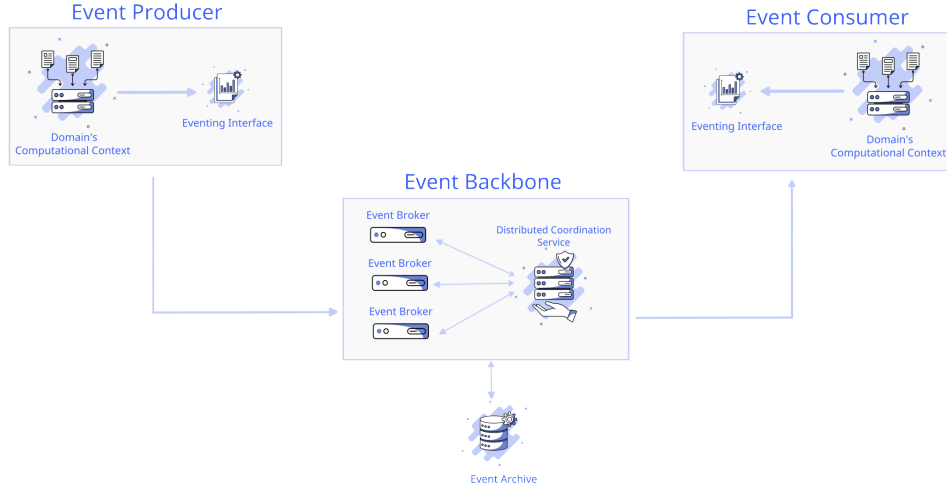 Event Producer
Domain's
Computational Context
Eventing Interface
Event Consumer
Eventing Interface
Domain's
Computational Context
Event Backbone
Event Broker
Event Broker
Event Broker
Distributed Coordination
Service
Event Archive